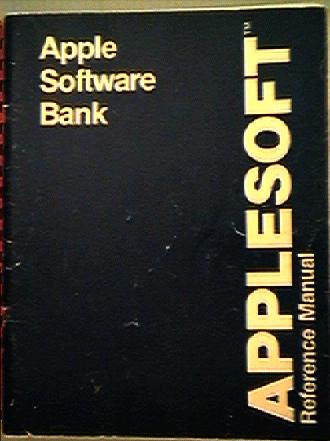 Apple
Software
Bank
APPLESOFT™
Reference Manual